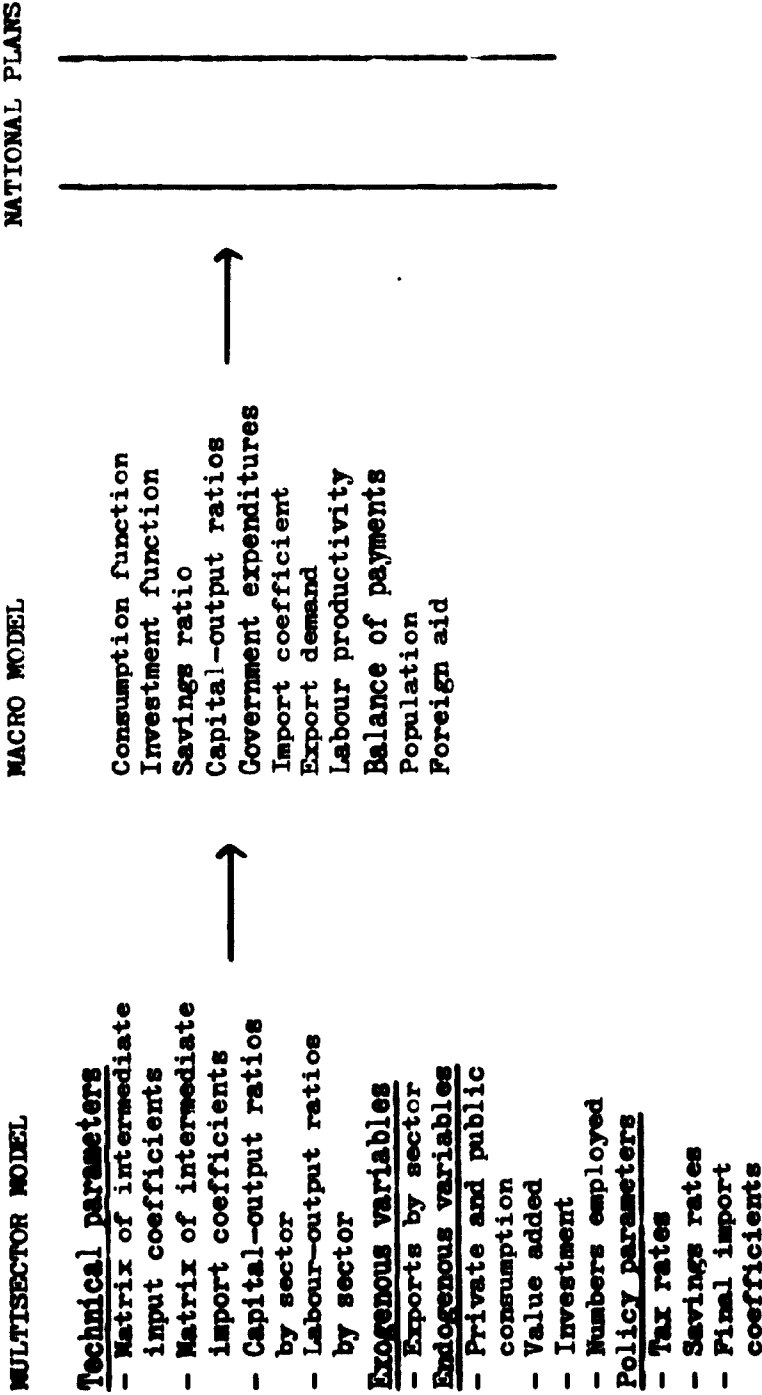 MULTISECTOR MODEL
Technical parameters
- Matrix of intermediate
input coefficients
- Matrix of intermediate
import coefficients
- Capital-output ratios
by sector
- Labour-output ratios
by sector
Exogenous variables
- Exports by sector
Endogenous variables
- Private and public
consumption
- Value added
- Investment
- Numbers employed
Policy parameters
- Tax rates
- Savings rates
- Final import
coefficients
MACRO MODEL
Consumption function
Investment function
Savings ratio
Capital-output ratios
Government expenditures
Import coefficient
Export demand
Labour productivity
Balance of payments
Population
Foreign aid
NATIONAL PLANS